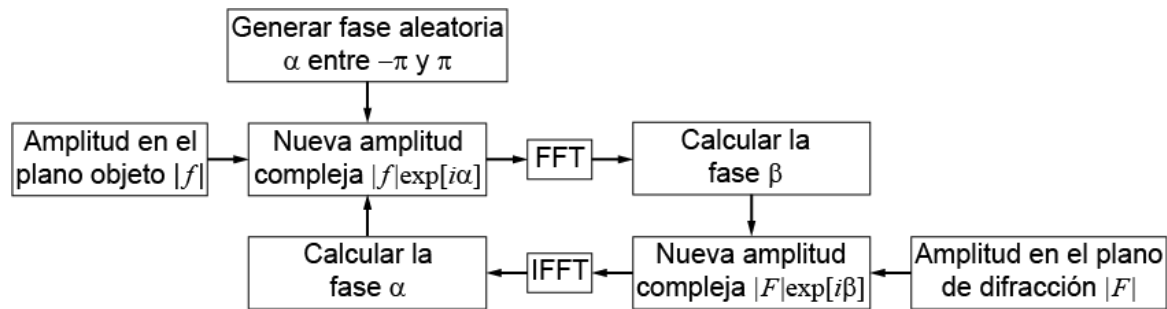 Generar fase aleatoria
α entre −π y π
Amplitud en el
plano objeto |f|
Nueva amplitud
compleja |f|exp[iα]
FFT
Calcular la
fase β
Calcular la
fase α
IFFT
Nueva amplitud
compleja |F|exp[iβ]
Amplitud en el plano
de difracción |F|